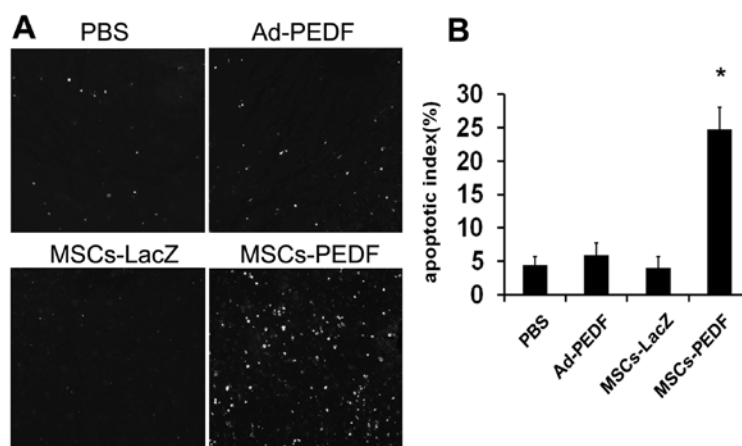 A
PBS
Ad-PEDF
MSCs-LacZ
MSCs-PEDF
B
*
apoptotic index(%)
30
25
20
15
10
5
0
PBS
Ad-PEDF
MSCs-LacZ
MSCs-PEDF